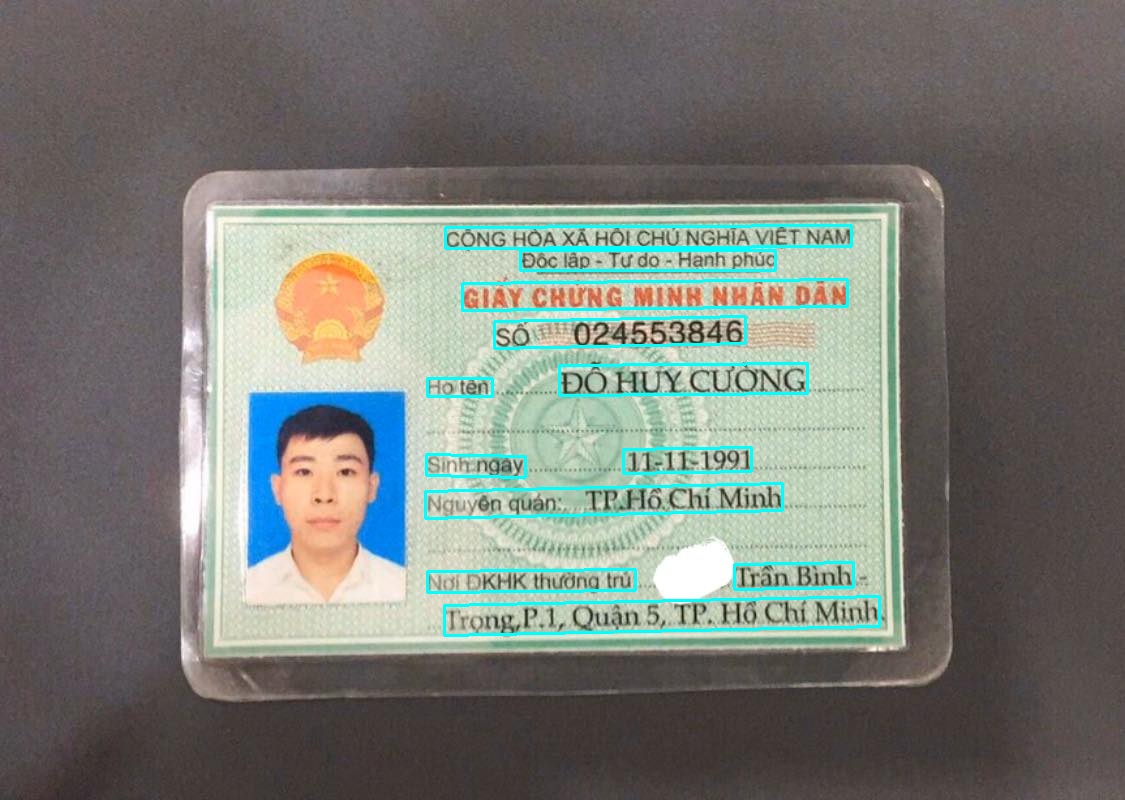 CỘNG HÒA XÃ HỘI CHỦ NGHĨA VIỆT NAM
Độc lập - Tự do - Hạnh phúc
GIẤY CHỨNG MINH NHÂN DÂN
SỐ 024553846
Họ tên ĐỖ HUY CƯỜNG
Sinh ngày 11-11-1991
Nguyên quán: TP.Hồ Chí Minh
Nơi ĐKHK thường trú Trần Bình -
Trọng,P.1, Quận 5, TP. Hồ Chí Minh.